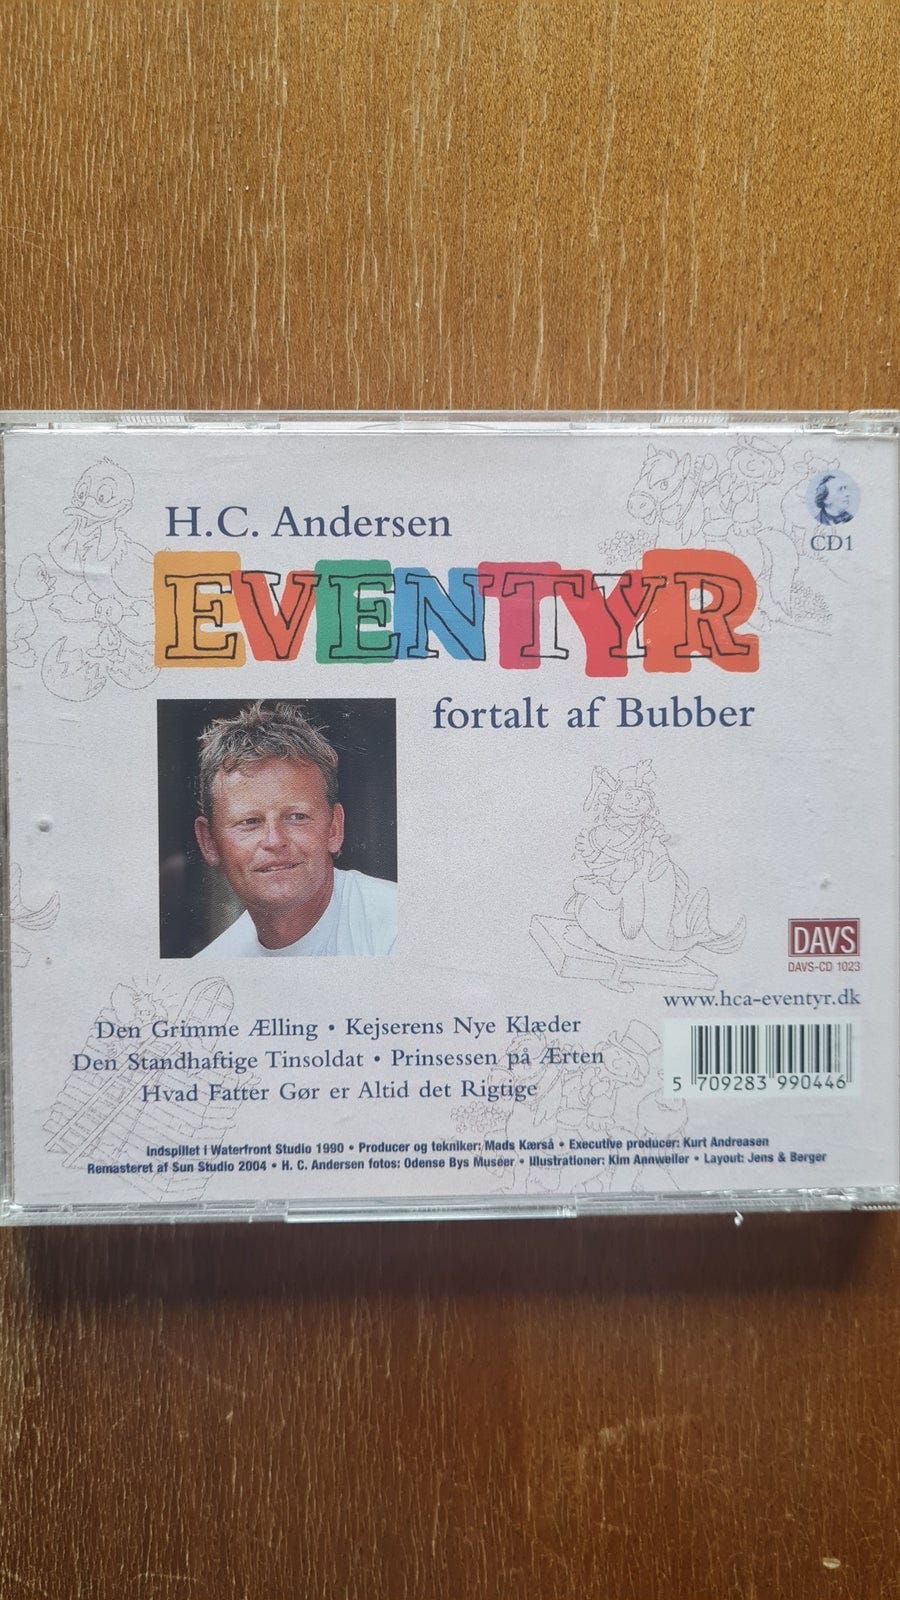 H.C. Andersen
CD1
EVENTYR
fortalt af Bubber
DAVS
DAVS-CD 1023
www.hca-eventyr.dk
Den Grimme Ælling • Kejserens Nye Klæder
Den Standhaftige Tinsoldat • Prinsessen på Ærten
Hvad Fatter Gør er Altid det Rigtige
5 709283 990446
Indspillet i Waterfront Studio 1990 • Producer og tekniker: Mads Kærså • Executive producer: Kurt Andreasen
Remasteret af Sun Studio 2004 • H. C. Andersen fotos: Odense Bys Museer • Illustrationer: Kim Annweiler • Layout: Jens & Berger